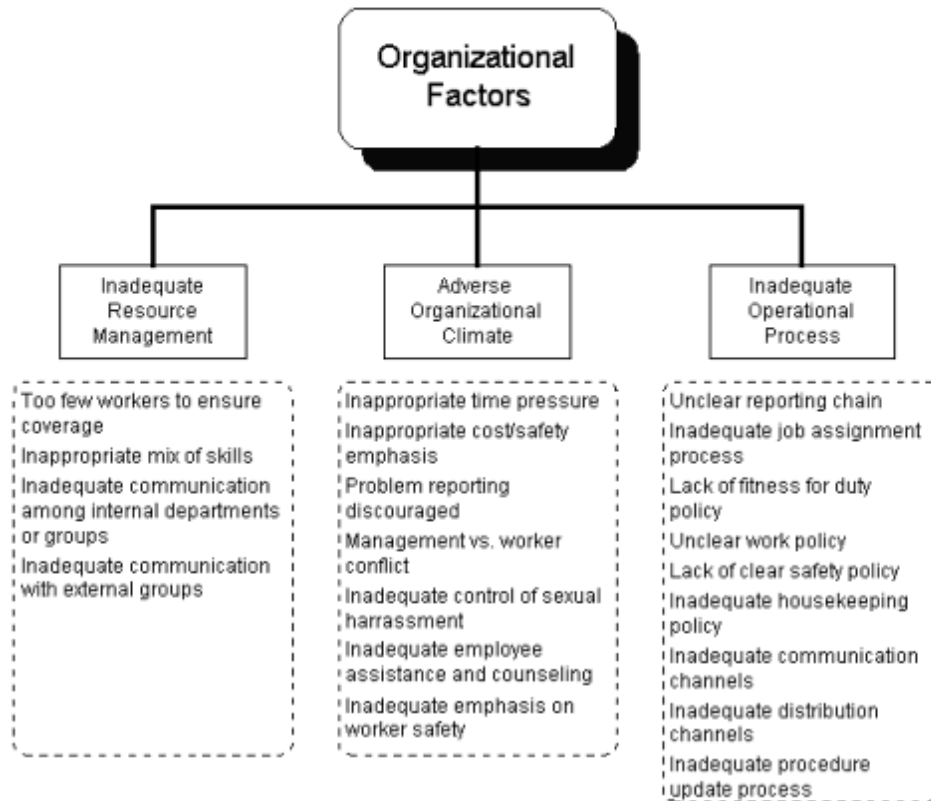 Organizational
Factors
Inadequate
Resource
Management
Adverse
Organizational
Climate
Inadequate
Operational
Process
Too few workers to ensure
coverage
Inappropriate mix of skills
Inadequate communication
among internal departments
or groups
Inadequate communication
with external groups
Inappropriate time pressure
Inappropriate cost/safety
emphasis
Problem reporting
discouraged
Management vs. worker
conflict
Inadequate control of sexual
harrassment
Inadequate employee
assistance and counseling
Inadequate emphasis on
worker safety
Unclear reporting chain
Inadequate job assignment
process
Lack of fitness for duty
policy
Unclear work policy
Lack of clear safety policy
Inadequate housekeeping
policy
Inadequate communication
channels
Inadequate distribution
channels
Inadequate procedure
update process